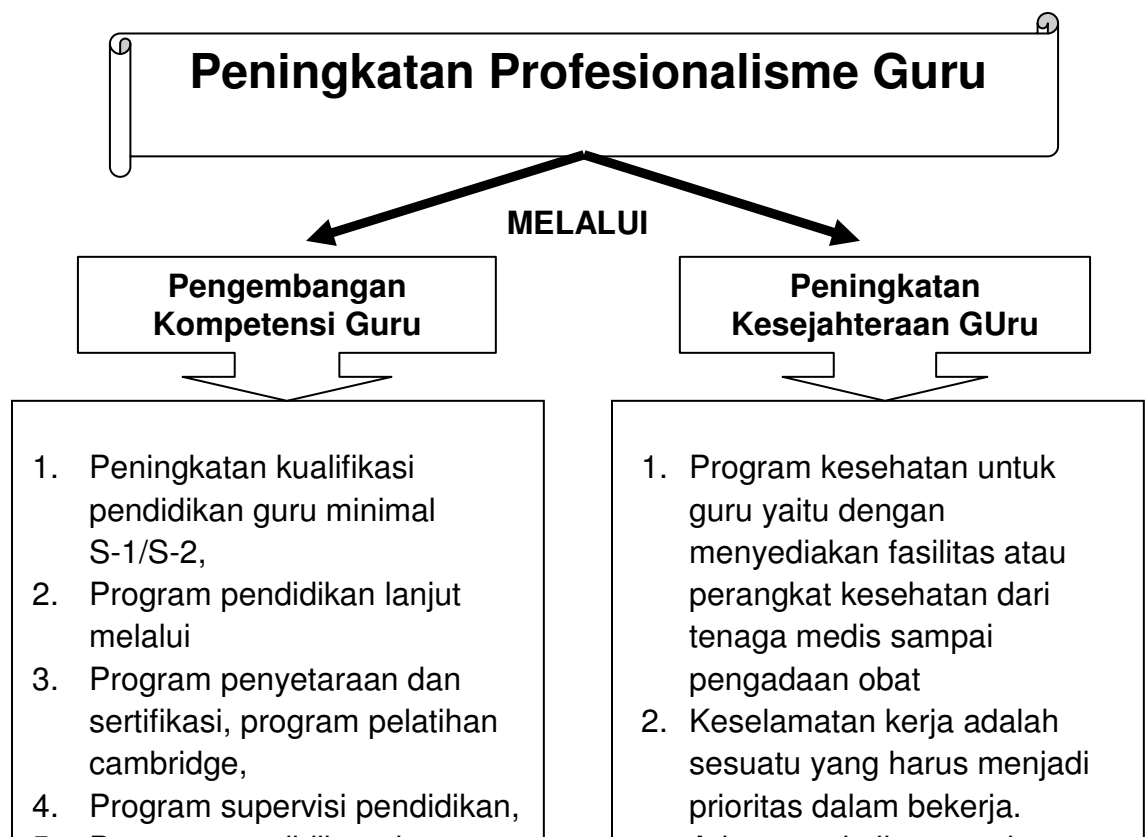 Peningkatan Profesionalisme Guru
MELALUI
Pengembangan
Kompetensi Guru
1. Peningkatan kualifikasi
pendidikan guru minimal
S-1/S-2,
2. Program pendidikan lanjut
melalui
3. Program penyetaraan dan
sertifikasi, program pelatihan
cambridge,
4. Program supervisi pendidikan,
Peningkatan
Kesejahteraan GUru
1. Program kesehatan untuk
guru yaitu dengan
menyediakan fasilitas atau
perangkat kesehatan dari
tenaga medis sampai
pengadaan obat
2. Keselamatan kerja adalah
sesuatu yang harus menjadi
prioritas dalam bekerja.